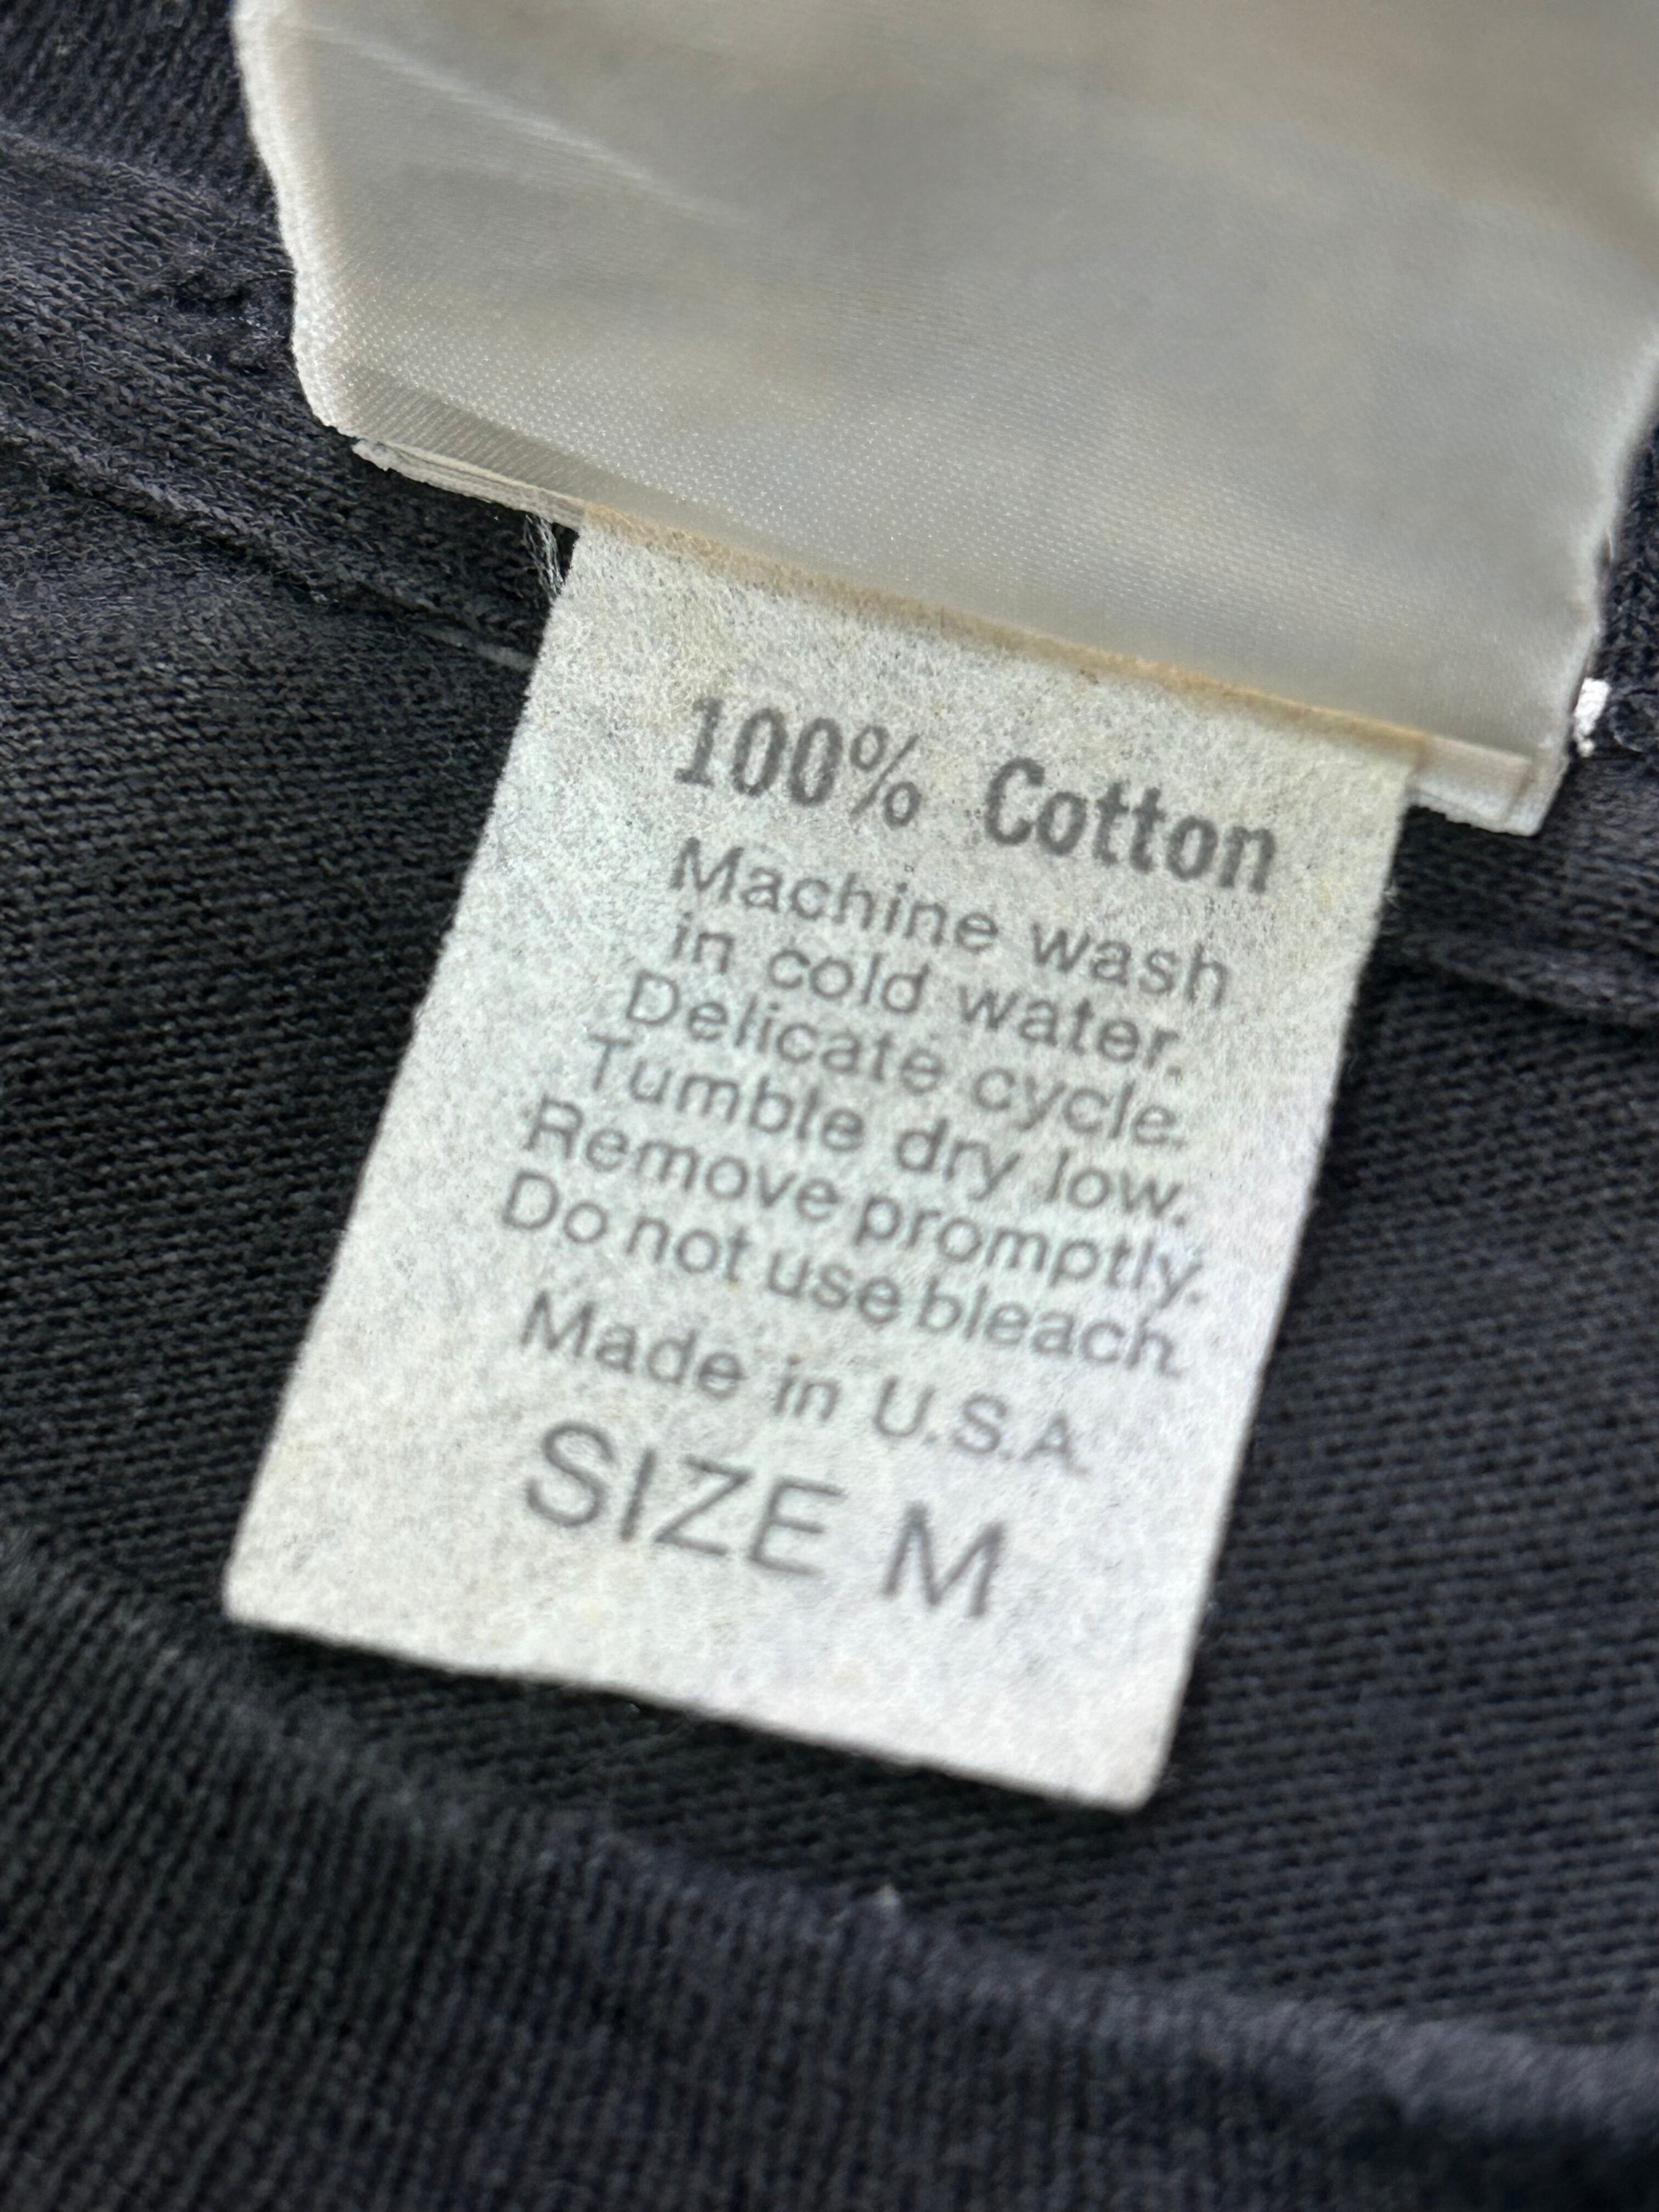 100% Cotton
Machine wash
in cold water.
Delicate cycle.
Tumble dry low.
Remove promptly.
Do not use bleach.
Made in U.S.A.
SIZE M